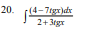 20. ∫ (4 − 7tgx)dx / 2 + 3tgx